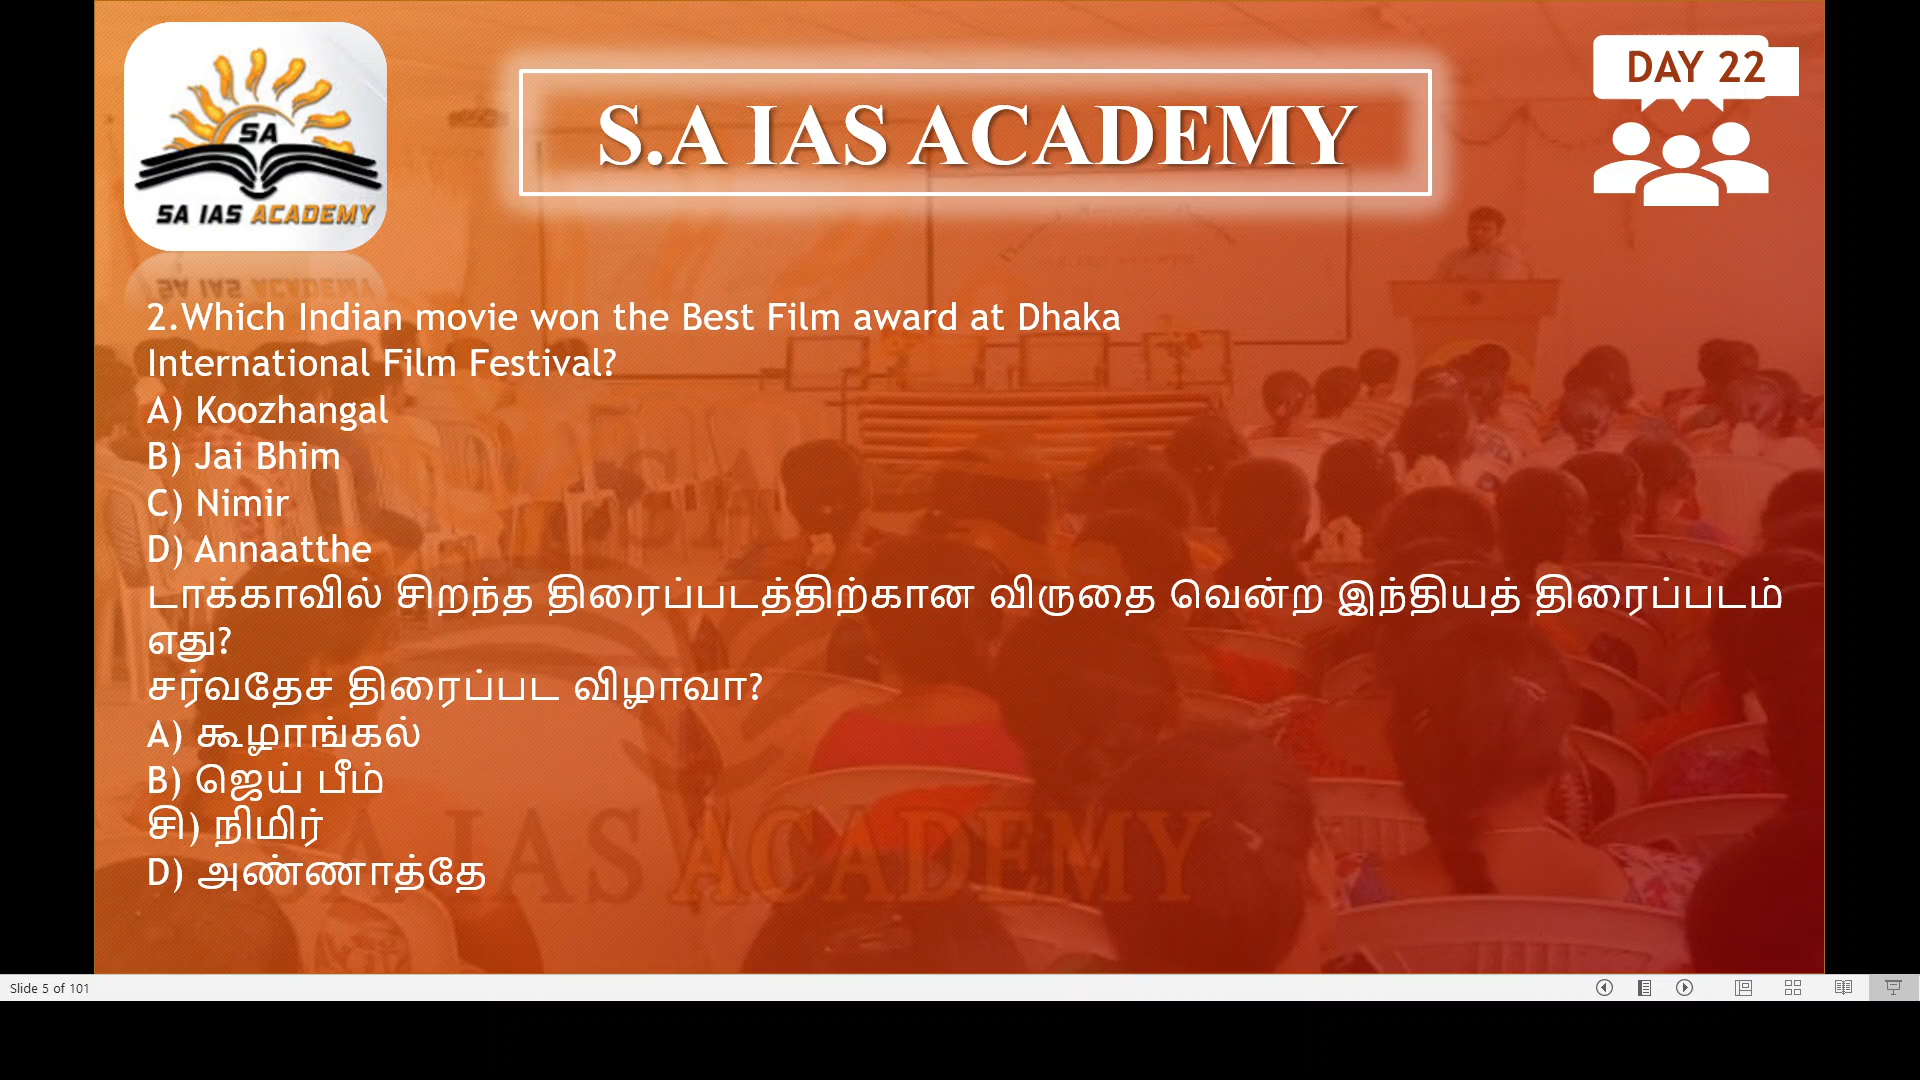 SA
SA IAS ACADEMY
S.A IAS ACADEMY
DAY 22
2.Which Indian movie won the Best Film award at Dhaka
International Film Festival?
A) Koozhangal
B) Jai Bhim
C) Nimir
D) Annaatthe
டாக்காவில் சிறந்த திரைப்படத்திற்கான விருதை வென்ற இந்தியத் திரைப்படம்
எது?
சர்வதேச திரைப்பட விழாவா?
A) கூழாங்கல்
B) ஜெய் பீம்
சி) நிமிர்
D) அண்ணாத்தே
SA IAS ACADEMY
Slide 5 of 101